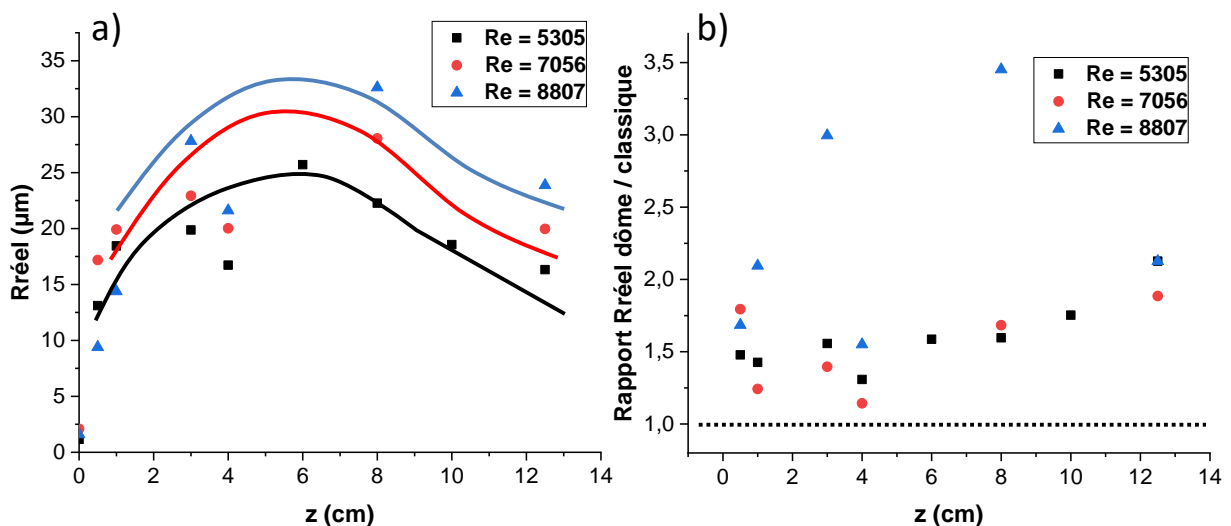 a)
Re = 5305
Re = 7056
Re = 8807
Rréel (µm)
35
30
25
20
15
10
5
0
0 2 4 6 8 10 12 14
z (cm)
b)
Re = 5305
Re = 7056
Re = 8807
Rapport Rréel dôme / classique
3,5
3,0
2,5
2,0
1,5
1,0
0 2 4 6 8 10 12 14
z (cm)